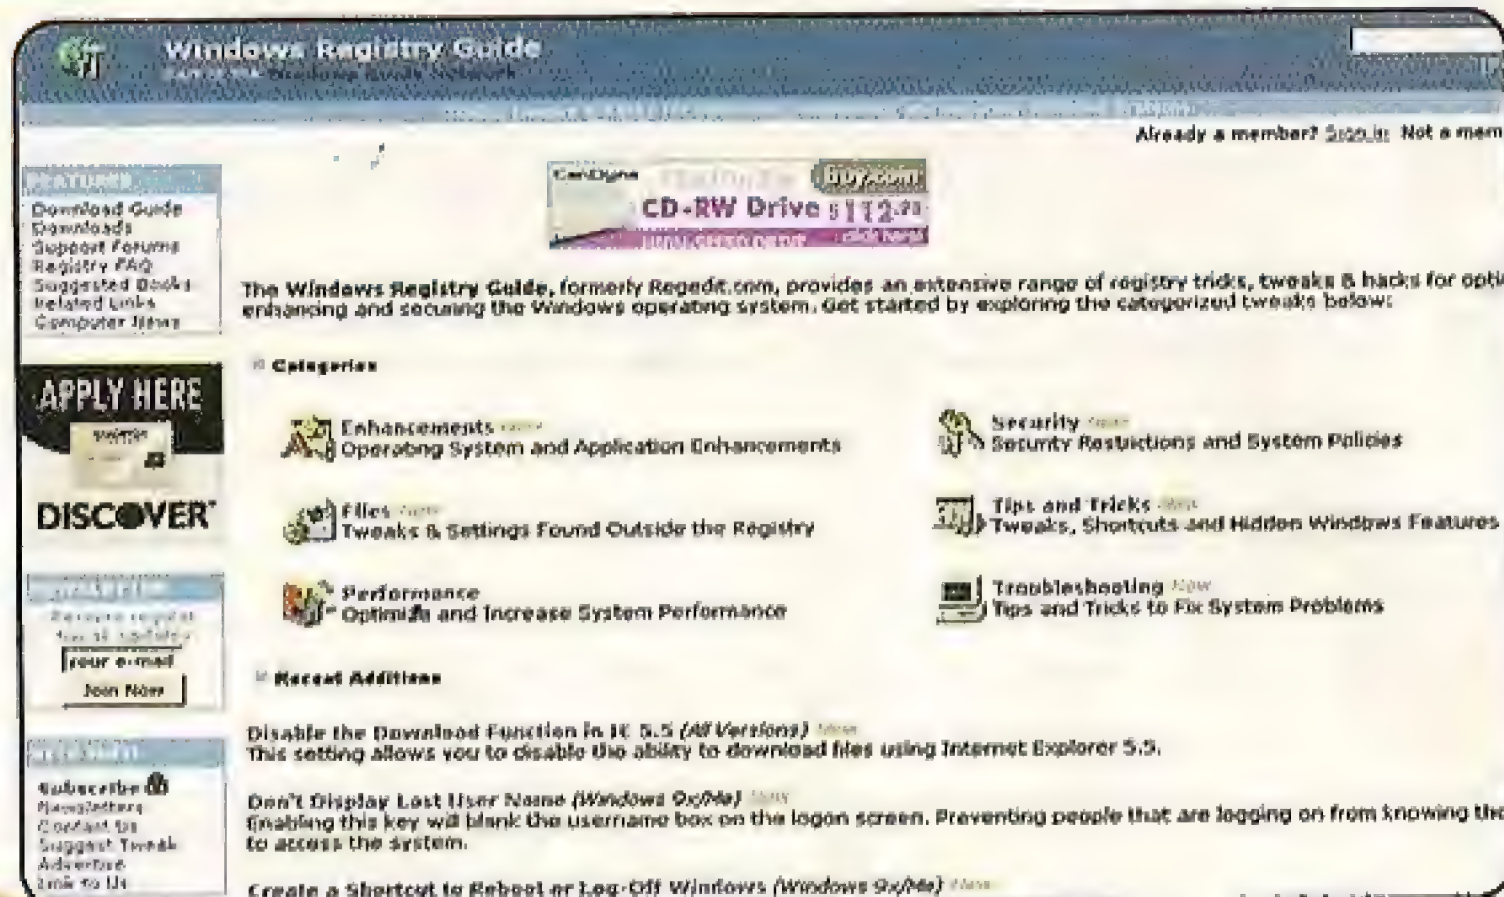 Windows Registry Guide
Already a member? Sign in Not a mem
FEATURES
Download Guide
Downloads
Support Forums
Registry FAQ
Suggested Books
Related Links
Computer News
Buy.com
CD-RW Drive
click here
The Windows Registry Guide, formerly Regedit.com, provides an extensive range of registry tricks, tweaks & hacks for opti
enhancing and securing the Windows operating system. Get started by exploring the categorized tweaks below:
Categories
APPLY HERE
DISCOVER
Enhancements
Operating System and Application Enhancements
Security
Security Restrictions and System Policies
Files
Tweaks & Settings Found Outside the Registry
Tips and Tricks
Tweaks, Shortcuts and Hidden Windows Features
Performance
Optimize and Increase System Performance
Troubleshooting New
Tips and Tricks to Fix System Problems
your e-mail
Join Now
Recent Additions
Disable the Download Function in IE 5.5 (All Versions)
This setting allows you to disable the ability to download files using Internet Explorer 5.5.
Subscribe
Newsletters
Contact Us
Suggest Tweak
Advertise
Link to Us
Don't Display Last User Name (Windows 9x/Me)
Enabling this key will blank the username box on the logon screen. Preventing people that are logging on from knowing the
to access the system.
Create a Shortcut to Reboot or Log-Off Windows (Windows 9x/Me)